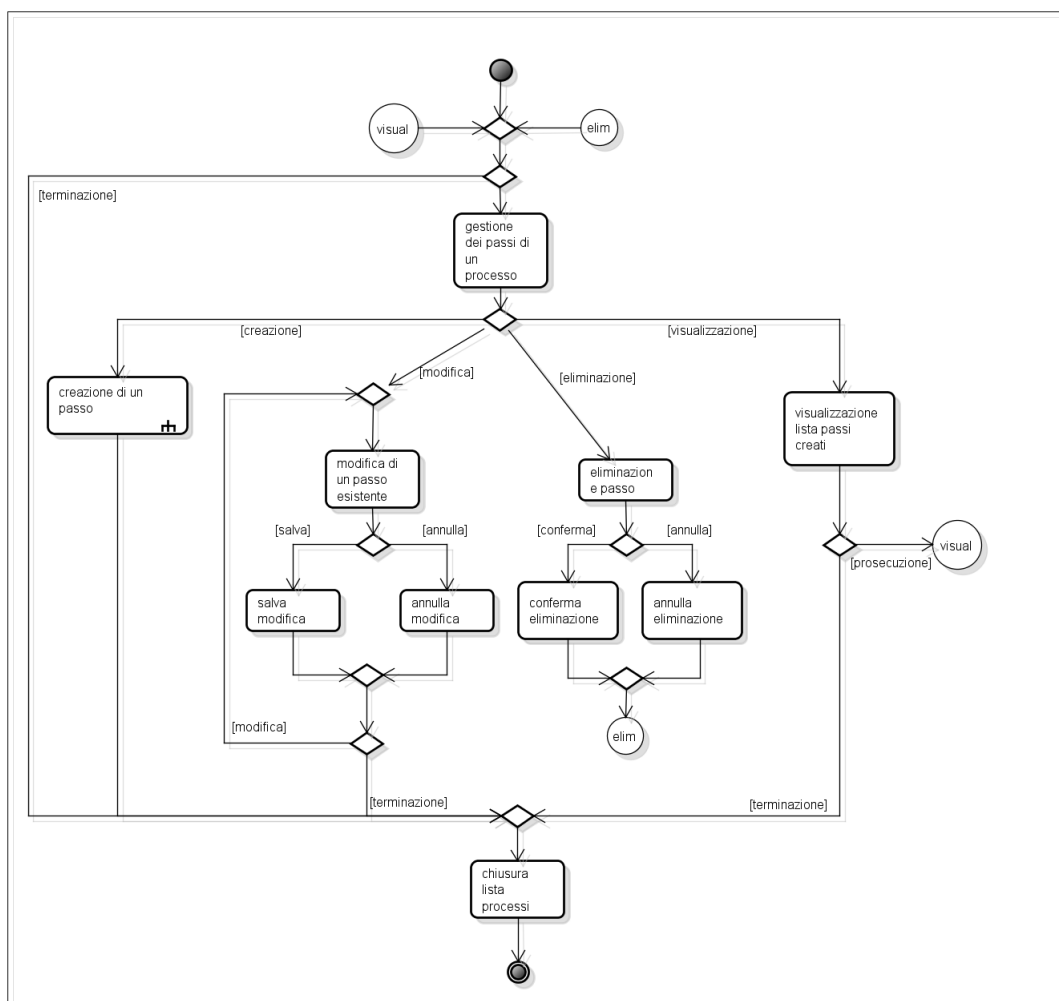 visual
elim
[terminazione]
gestione
dei passi di
un
processo
[creazione]
[visualizzazione]
[modifica]
[eliminazione]
creazione di un
passo
visualizzazione
lista passi
creati
modifica di
un passo
esistente
eliminazion
e passo
[salva]
[annulla]
[conferma]
[annulla]
visual
[prosecuzione]
salva
modifica
annulla
modifica
conferma
eliminazione
annulla
eliminazione
[modifica]
elim
[terminazione]
[terminazione]
chiusura
lista
processi